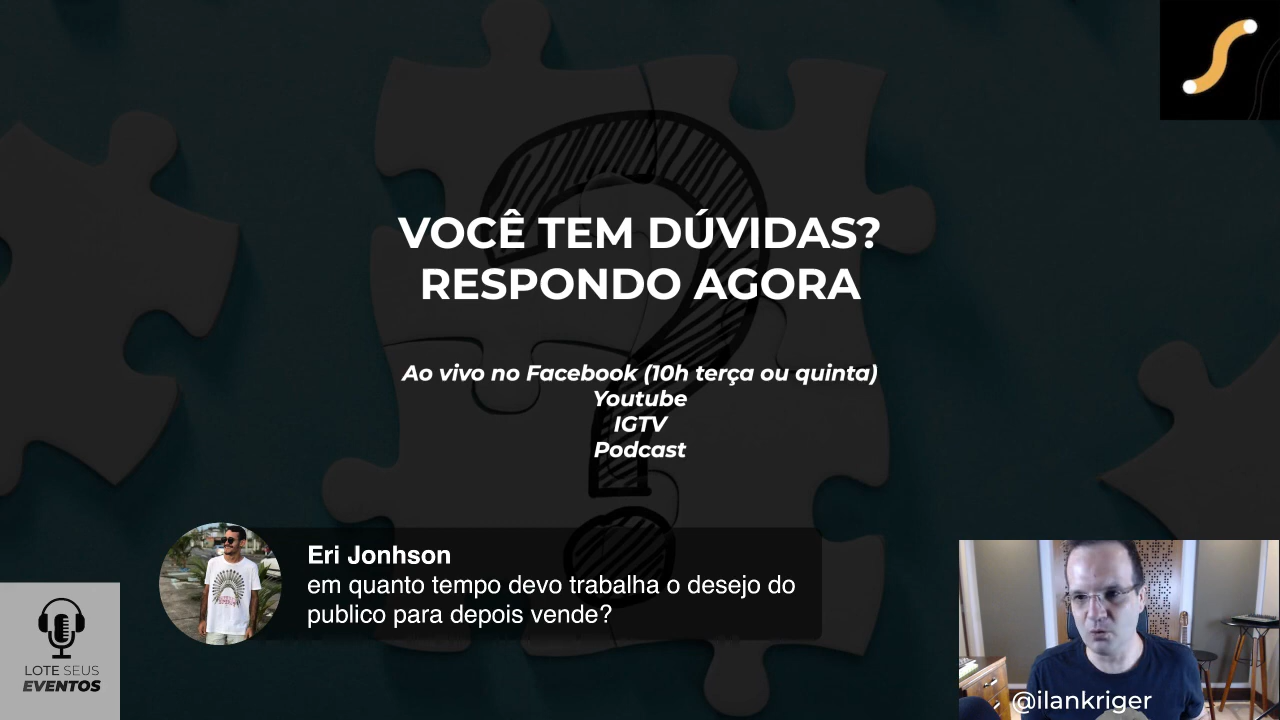 VOCÊ TEM DÚVIDAS?
RESPONDO AGORA
Ao vivo no Facebook (10h terça ou quinta)
Youtube
IGTV
Podcast
Eri Jonhson
em quanto tempo devo trabalha o desejo do
publico para depois vende?
LOTE SEUS
EVENTOS
@ilankriger